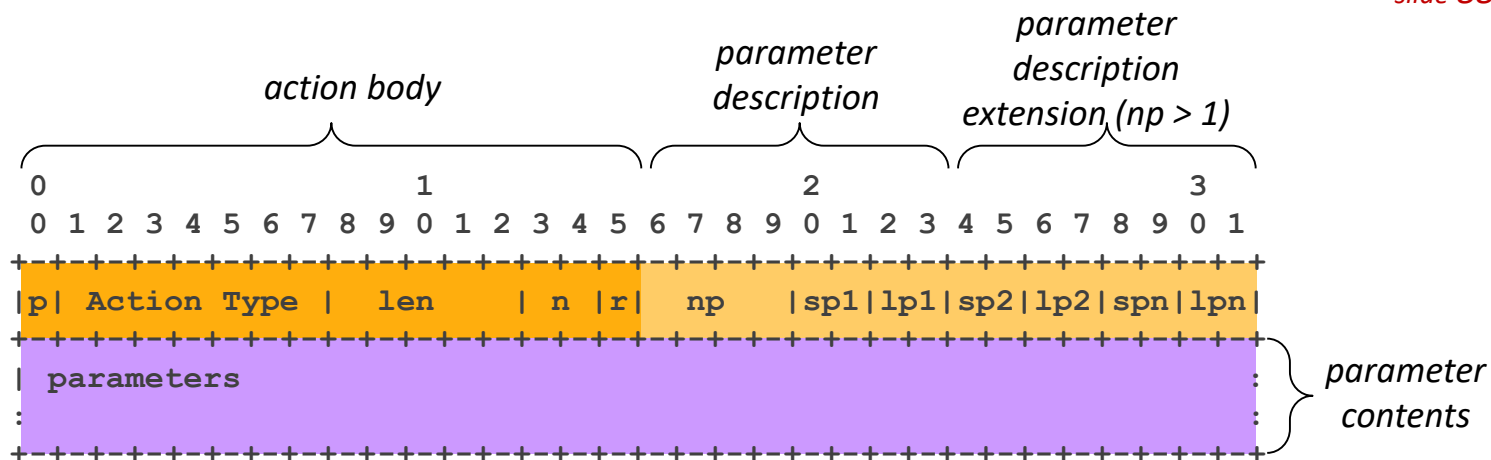 slide
parameter
description
extension (np > 1)
parameter
description
action body
0 1 2 3
0 1 2 3 4 5 6 7 8 9 0 1 2 3 4 5 6 7 8 9 0 1 2 3 4 5 6 7 8 9 0 1
+-+-+-+-+-+-+-+-+-+-+-+-+-+-+-+-+-+-+-+-+-+-+-+-+-+-+-+-+-+-+-+-+
|p| Action Type | len | n |r| np |sp1|lp1|sp2|lp2|spn|lpn|
+-+-+-+-+-+-+-+-+-+-+-+-+-+-+-+-+-+-+-+-+-+-+-+-+-+-+-+-+-+-+-+-+
| parameters :
: :
+-+-+-+-+-+-+-+-+-+-+-+-+-+-+-+-+-+-+-+-+-+-+-+-+-+-+-+-+-+-+-+-+
parameter
contents